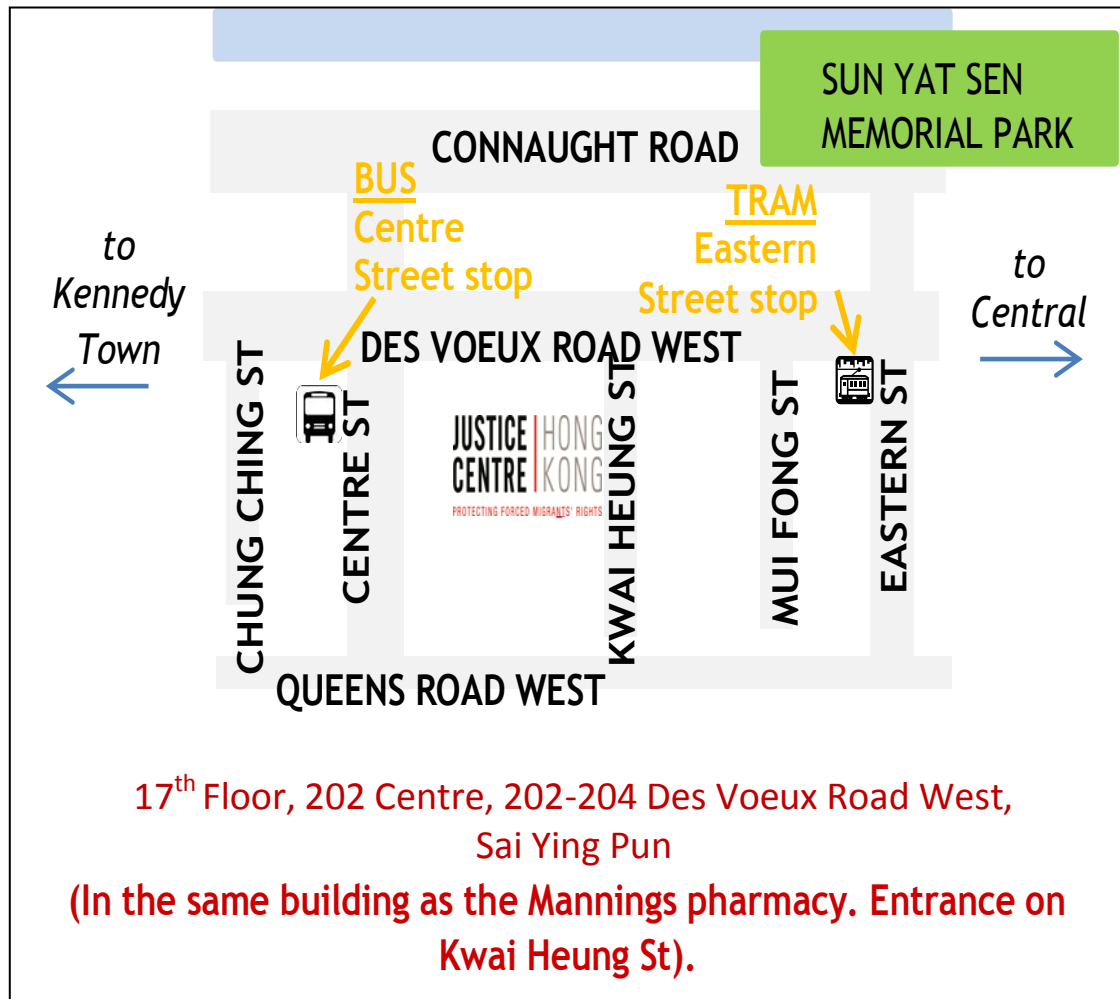 SUN YAT SEN
MEMORIAL PARK
CONNAUGHT ROAD
BUS
Centre
Street stop
TRAM
Eastern
Street stop
to
Kennedy
Town
to
Central
DES VOEUX ROAD WEST
CHUNG CHING ST
CENTRE ST
JUSTICE HONG
CENTRE KONG
PROTECTING FORCED MIGRANTS' RIGHTS
KWAI HEUNG ST
MUI FONG ST
EASTERN ST
QUEENS ROAD WEST
17th Floor, 202 Centre, 202-204 Des Voeux Road West,
Sai Ying Pun
(In the same building as the Mannings pharmacy. Entrance on
Kwai Heung St).